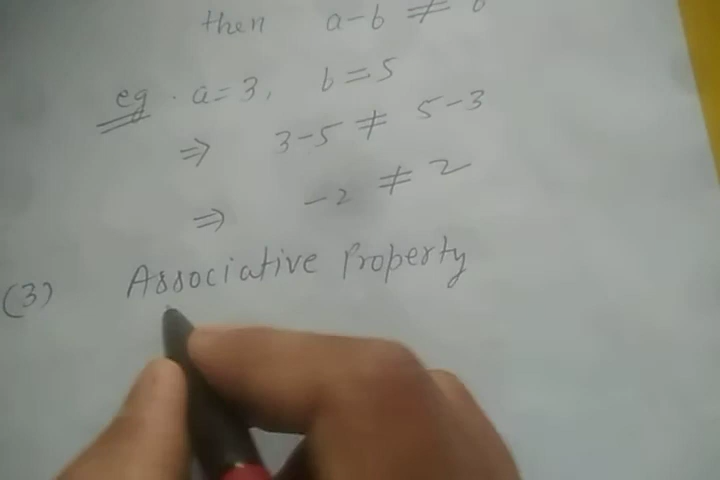 then a-b ≠
eg. a=3, b=5
⇒ 3-5 ≠ 5-3
⇒ -2 ≠ 2
(3) Associative Property